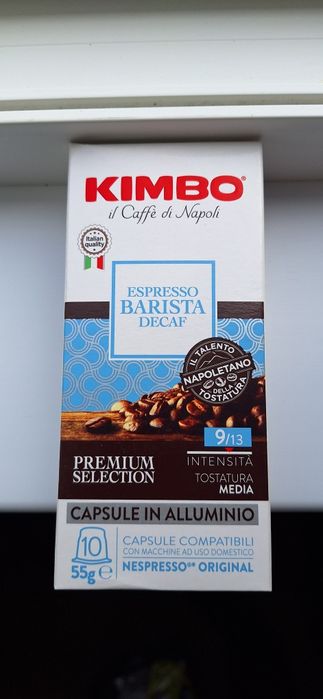 KIMBO®
il Caffè di Napoli
Italian
quality
ESPRESSO
BARISTA
DECAF
IL TALENTO
NAPOLETANO
DELLA
TOSTATURA
9/13
INTENSITÀ
PREMIUM
SELECTION
TOSTATURA
MEDIA
CAPSULE IN ALLUMINIO
10
55g e
CAPSULE COMPATIBILI
CON MACCHINE AD USO DOMESTICO
NESPRESSO®* ORIGINAL